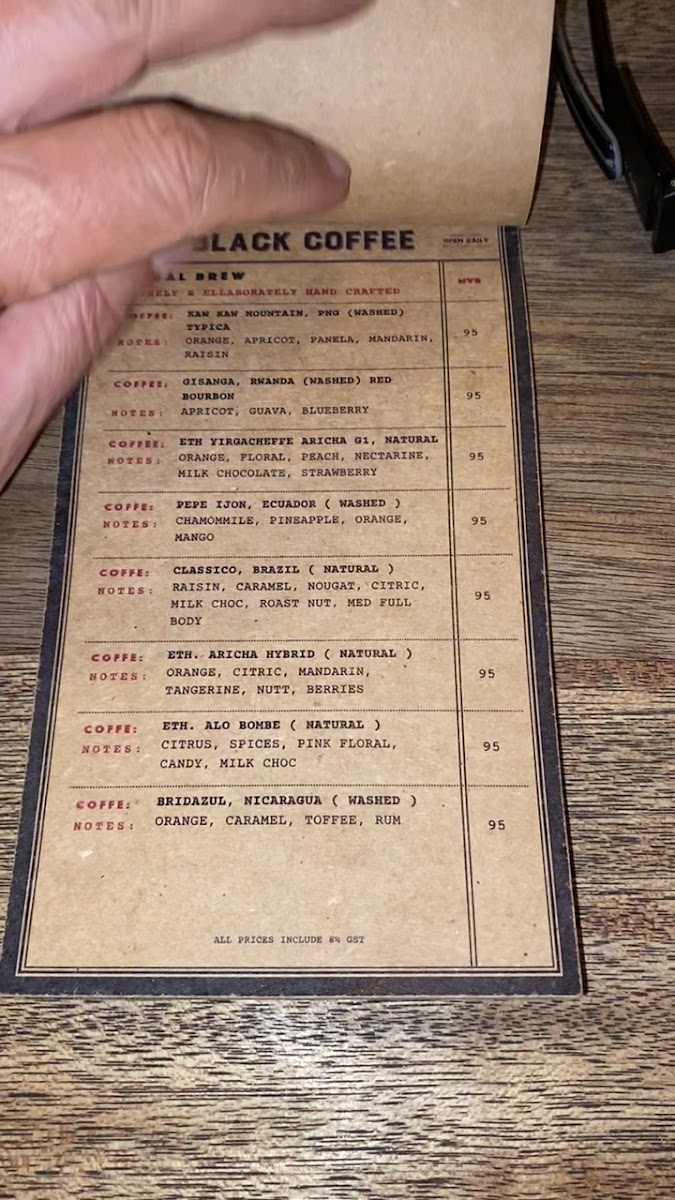 BLACK COFFEE
OPEN DAILY
BREW
MVR
& ELLABORATELY HAND CRAFTED
COFFEE: KAW KAW MOUNTAIN, PNG (WASHED)
TYPICA
NOTES: ORANGE, APRICOT, PANELA, MANDARIN,
RAISIN
95
COFFEE: GISANGA, RWANDA (WASHED) RED
BOURBON
NOTES: APRICOT, GUAVA, BLUEBERRY
95
COFFEE: ETH YIRGACHEFFE ARICHA G1, NATURAL
NOTES: ORANGE, FLORAL, PEACH, NECTARINE,
MILK CHOCOLATE, STRAWBERRY
95
COFFE: PEPE IJON, ECUADOR ( WASHED )
NOTES: CHAMOMMILE, PINEAPPLE, ORANGE,
MANGO
95
COFFE: CLASSICO, BRAZIL ( NATURAL )
NOTES: RAISIN, CARAMEL, NOUGAT, CITRIC,
MILK CHOC, ROAST NUT, MED FULL
BODY
95
COFFE: ETH. ARICHA HYBRID ( NATURAL )
NOTES: ORANGE, CITRIC, MANDARIN,
TANGERINE, NUTT, BERRIES
95
COFFE: ETH. ALO BOMBE ( NATURAL )
NOTES: CITRUS, SPICES, PINK FLORAL,
CANDY, MILK CHOC
95
COFFE: BRIDAZUL, NICARAGUA ( WASHED )
NOTES: ORANGE, CARAMEL, TOFFEE, RUM
95
ALL PRICES INCLUDE 8% GST